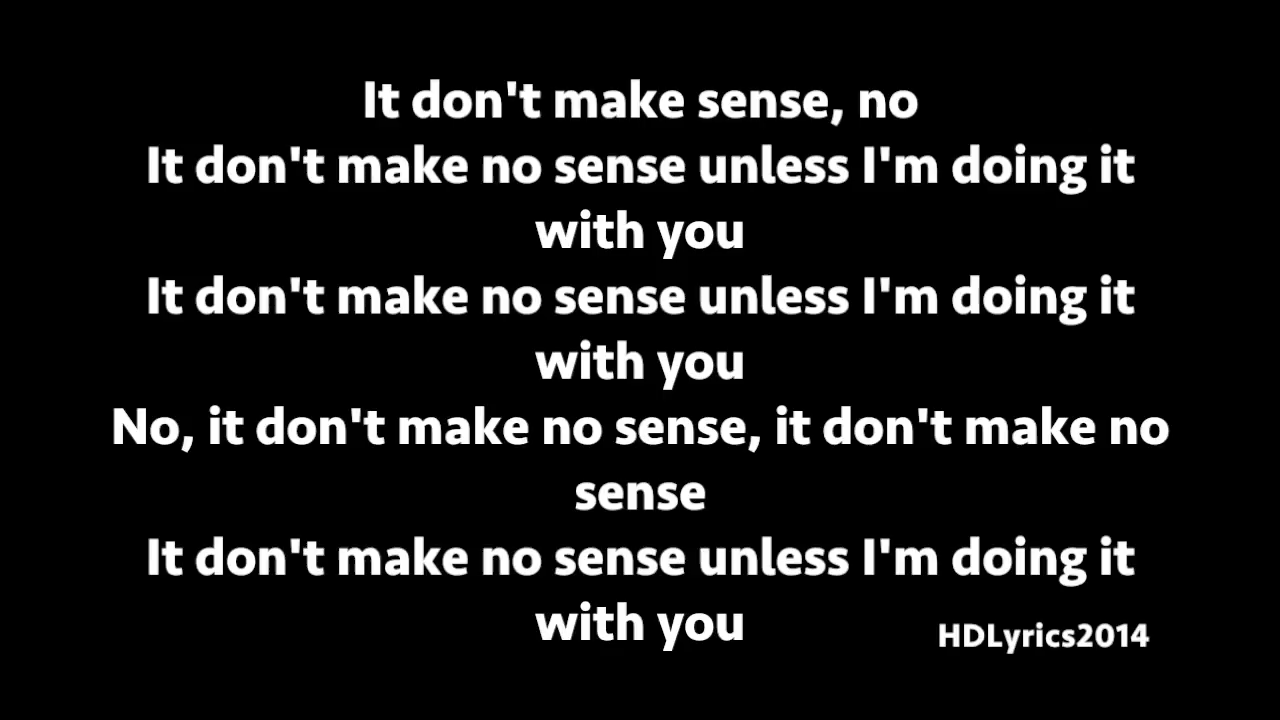 It don't make sense, no
It don't make no sense unless I'm doing it
with you
It don't make no sense unless I'm doing it
with you
No, it don't make no sense, it don't make no
sense
It don't make no sense unless I'm doing it
with you
HDLyrics2014